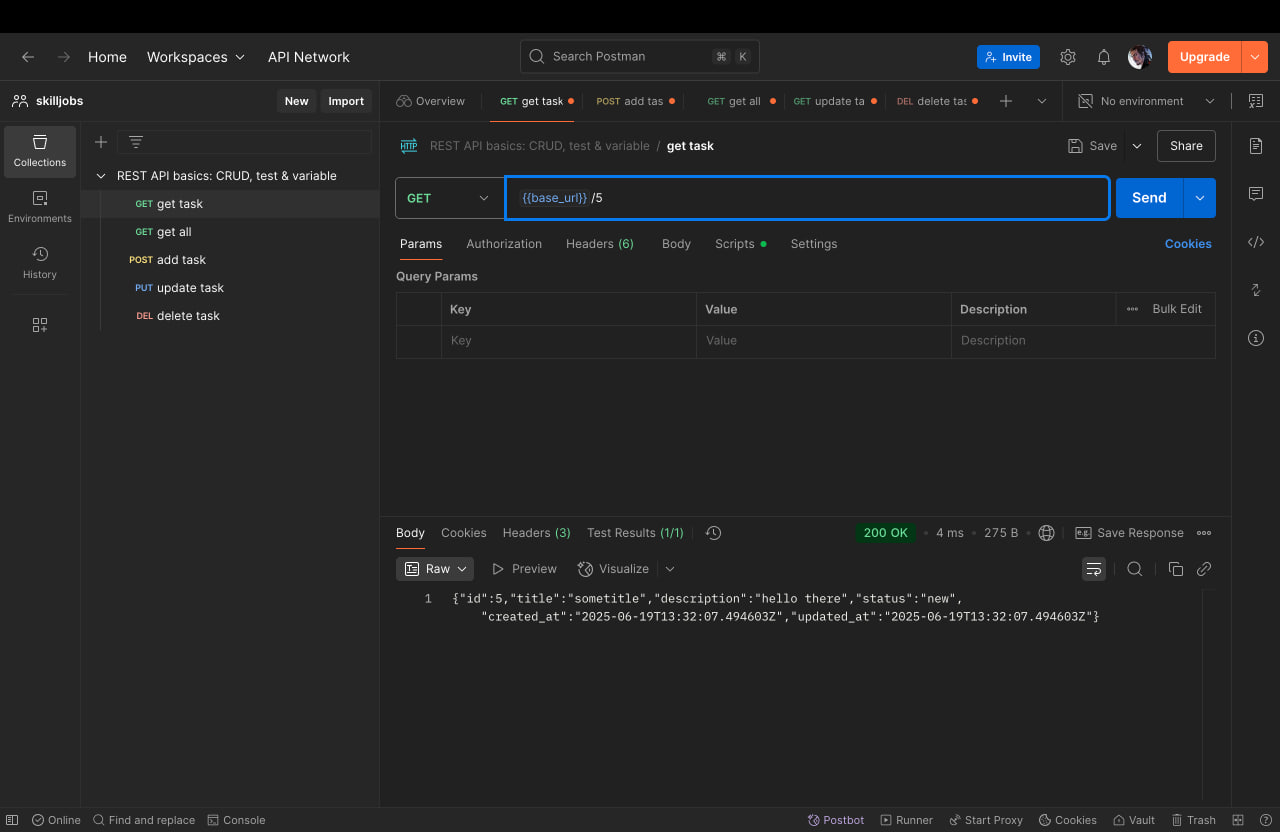 Home Workspaces API Network Search Postman ⌘ K Invite Upgrade
skilljobs New Import Overview GET get task POST add tas GET get all GET update ta DEL delete tas No environment
Collections
Environments
History
REST API basics: CRUD, test & variable
GET get task
GET get all
POST add task
PUT update task
DEL delete task
HTTP REST API basics: CRUD, test & variable / get task Save Share
GET {{base_url}} /5 Send
Params Authorization Headers (6) Body Scripts Settings Cookies
Query Params
Key Value Description Bulk Edit
Key Value Description
Body Cookies Headers (3) Test Results (1/1) 200 OK 4 ms 275 B e.g. Save Response
Raw Preview Visualize
1 {"id":5,"title":"sometitle","description":"hello there","status":"new",
"created_at":"2025-06-19T13:32:07.494603Z","updated_at":"2025-06-19T13:32:07.494603Z"}
Online Find and replace Console Postbot Runner Start Proxy Cookies Vault Trash